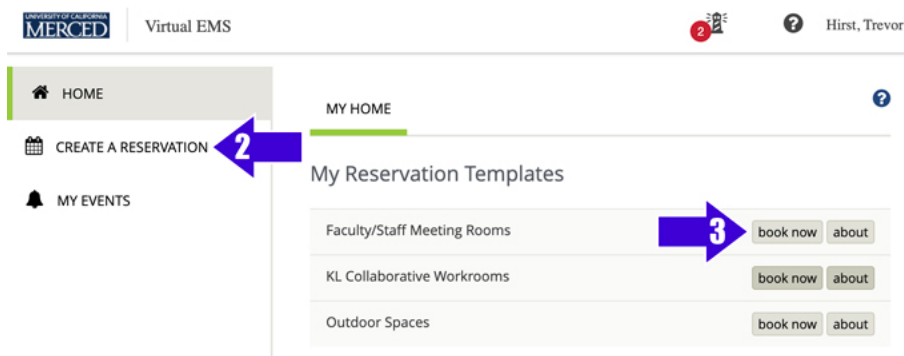 UNIVERSITY OF CALIFORNIA
MERCED
Virtual EMS
2
?
Hirst, Trevor
HOME
CREATE A RESERVATION
2
MY EVENTS
MY HOME
?
My Reservation Templates
Faculty/Staff Meeting Rooms
3
book now
about
KL Collaborative Workrooms
book now
about
Outdoor Spaces
book now
about